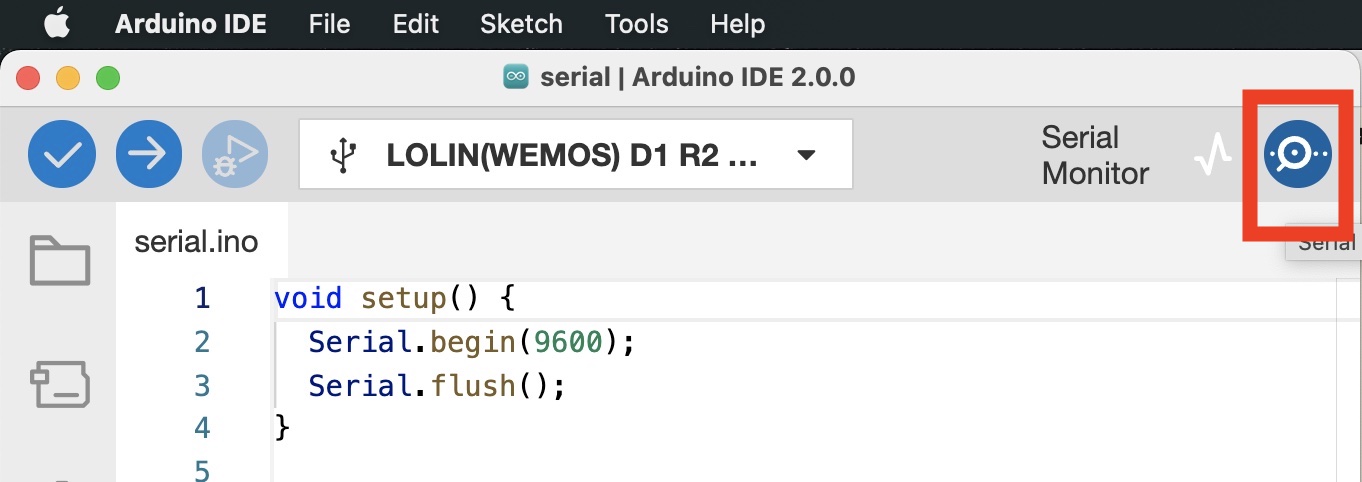 Arduino IDE File Edit Sketch Tools Help
serial | Arduino IDE 2.0.0
LOLIN(WEMOS) D1 R2 ...
Serial
Monitor
Serial
serial.ino
1 void setup() {
2 Serial.begin(9600);
3 Serial.flush();
4 }
5